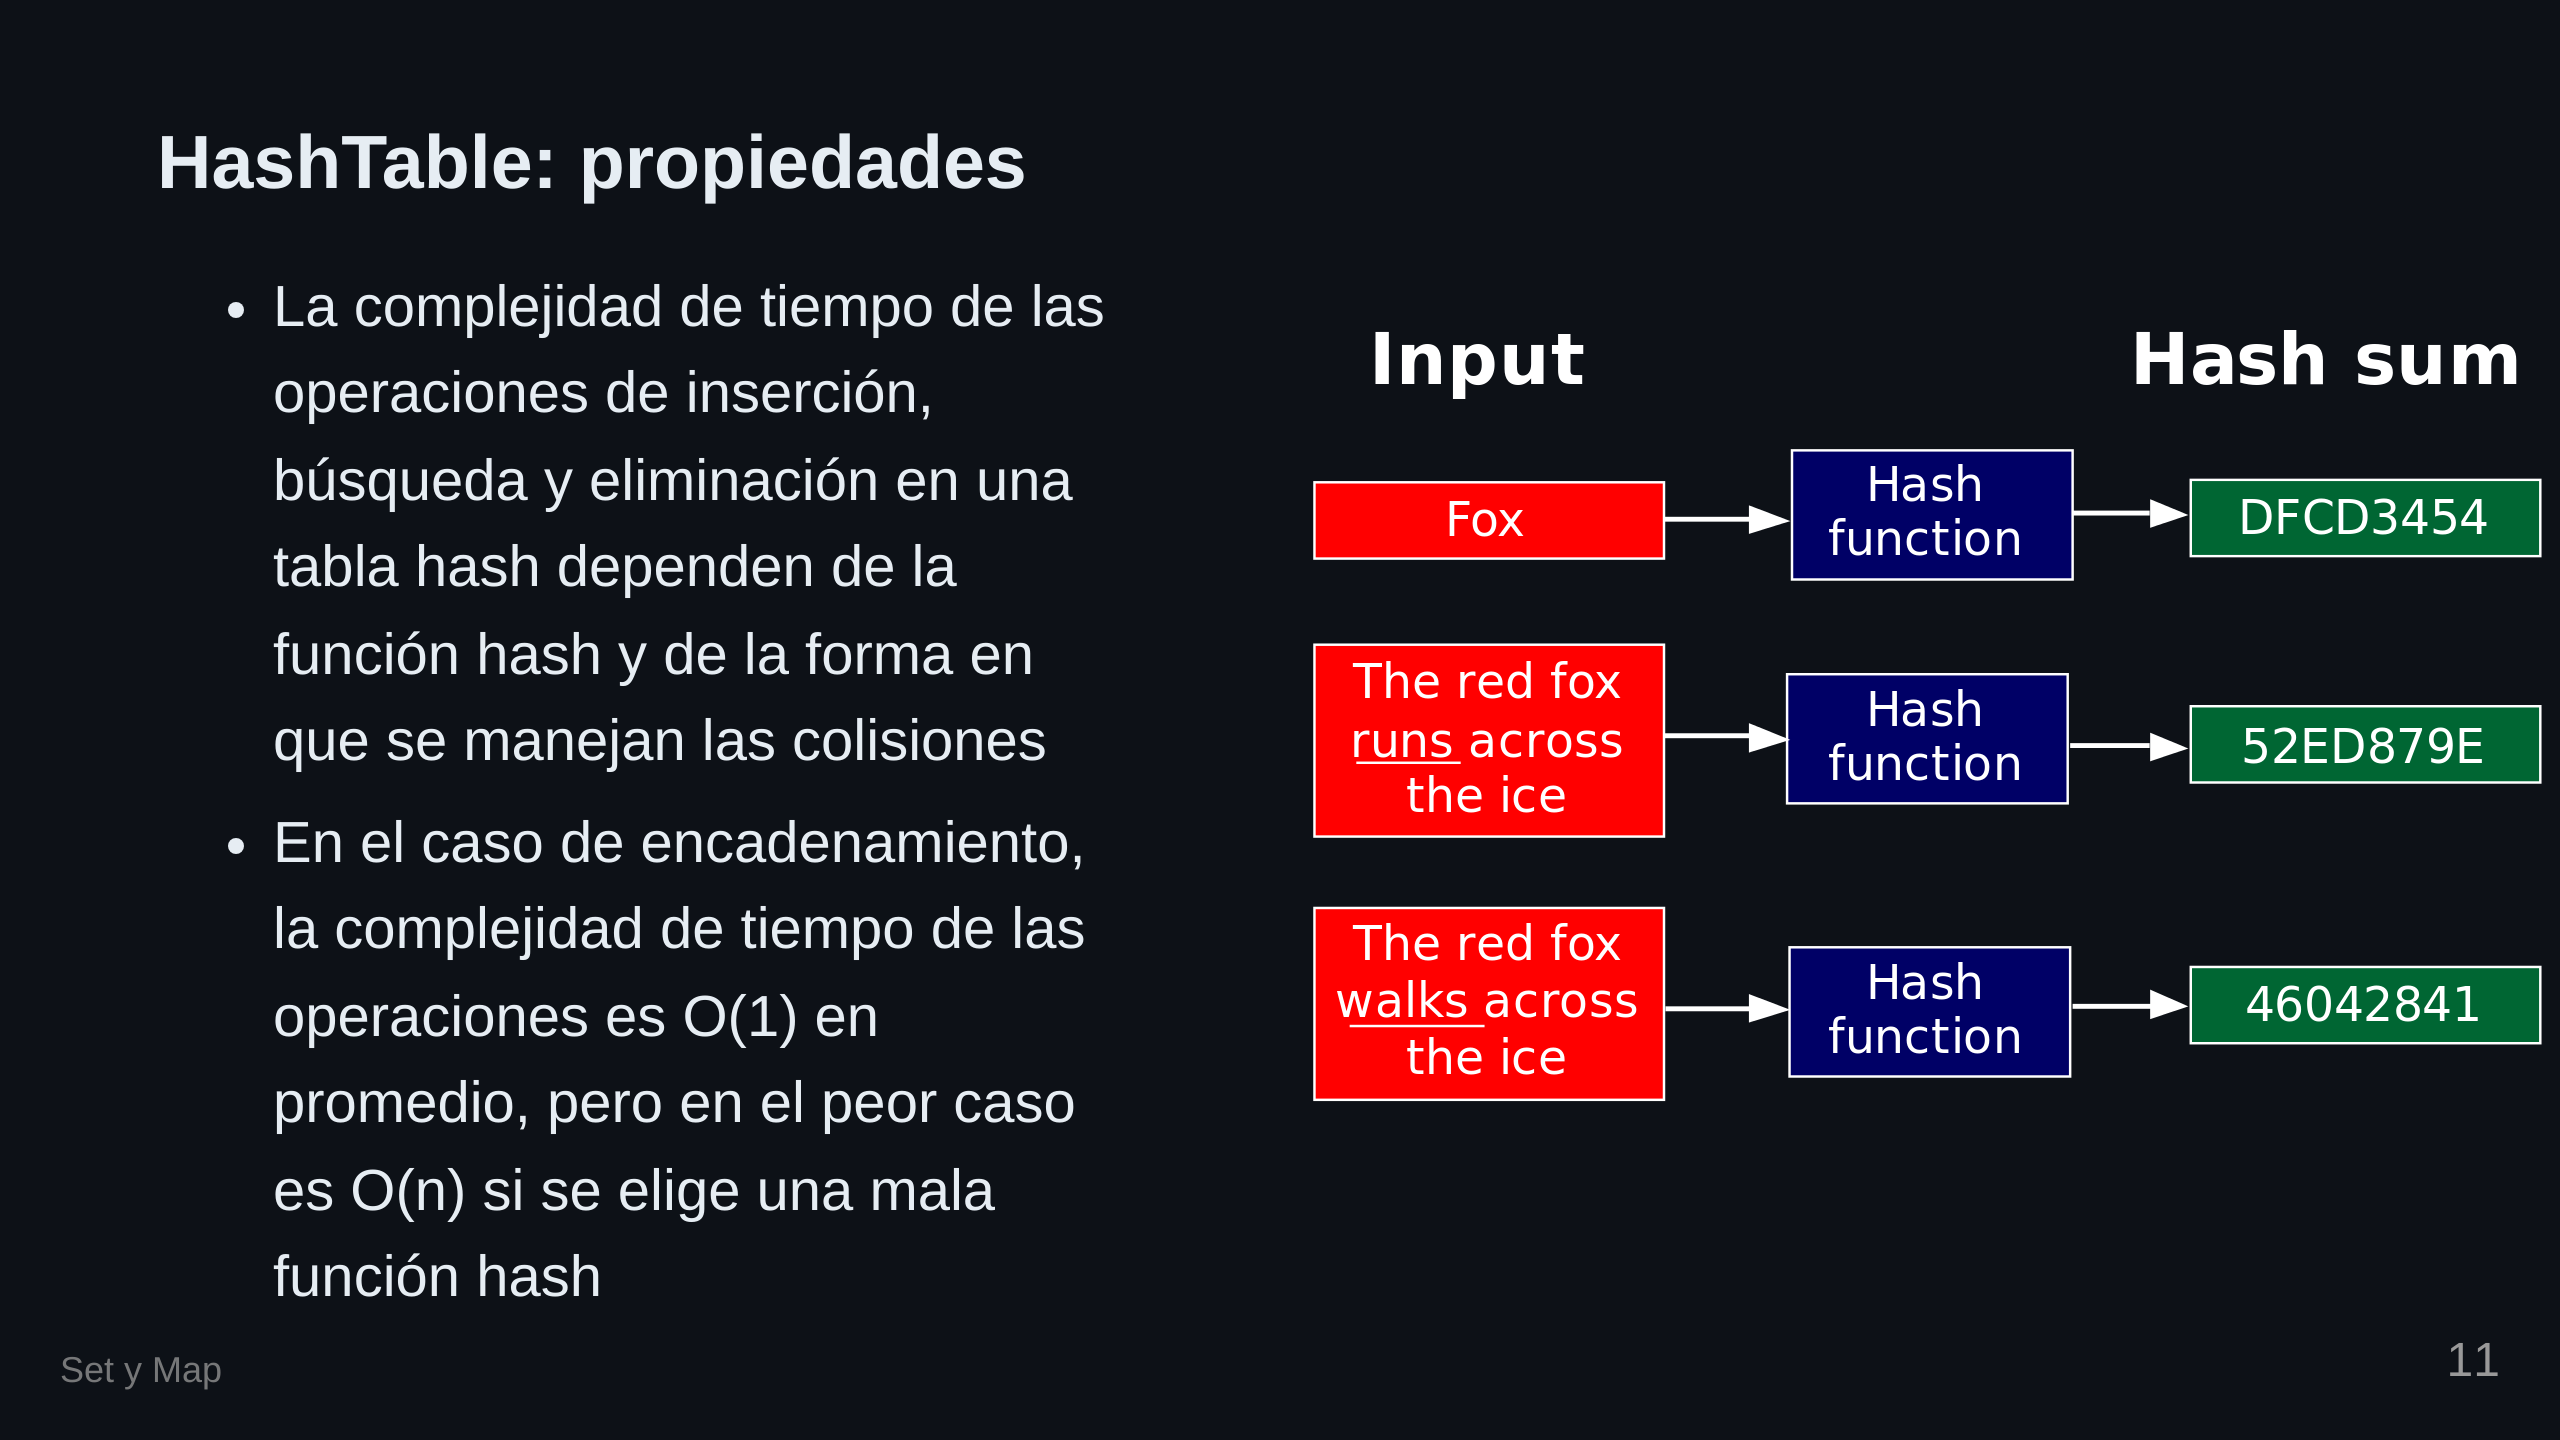 HashTable: propiedades
La complejidad de tiempo de las
operaciones de inserción,
búsqueda y eliminación en una
tabla hash dependen de la
función hash y de la forma en
que se manejan las colisiones
En el caso de encadenamiento,
la complejidad de tiempo de las
operaciones es O(1) en
promedio, pero en el peor caso
es O(n) si se elige una mala
función hash
Input
Hash sum
Fox
Hash
function
DFCD3454
The red fox
runs across
the ice
Hash
function
52ED879E
The red fox
walks across
the ice
Hash
function
46042841
Set y Map
11